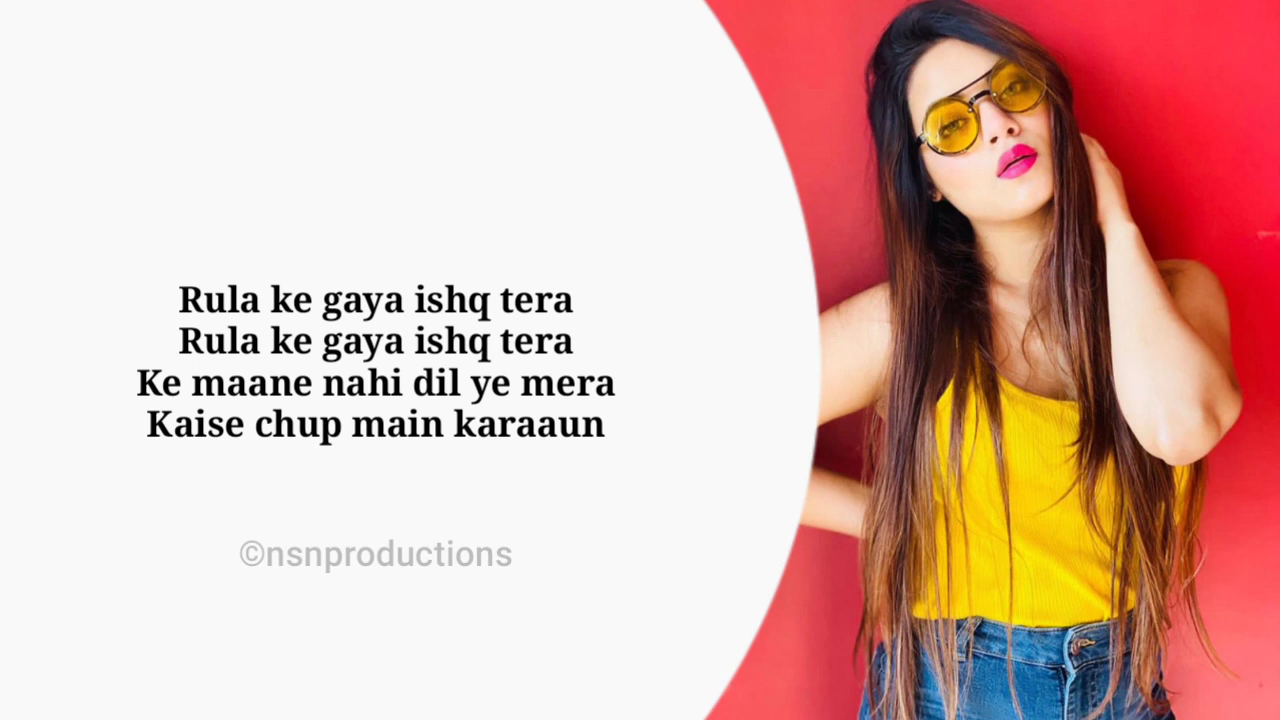 Rula ke gaya ishq tera
Rula ke gaya ishq tera
Ke maane nahi dil ye mera
Kaise chup main karaaun
©nsnproductions